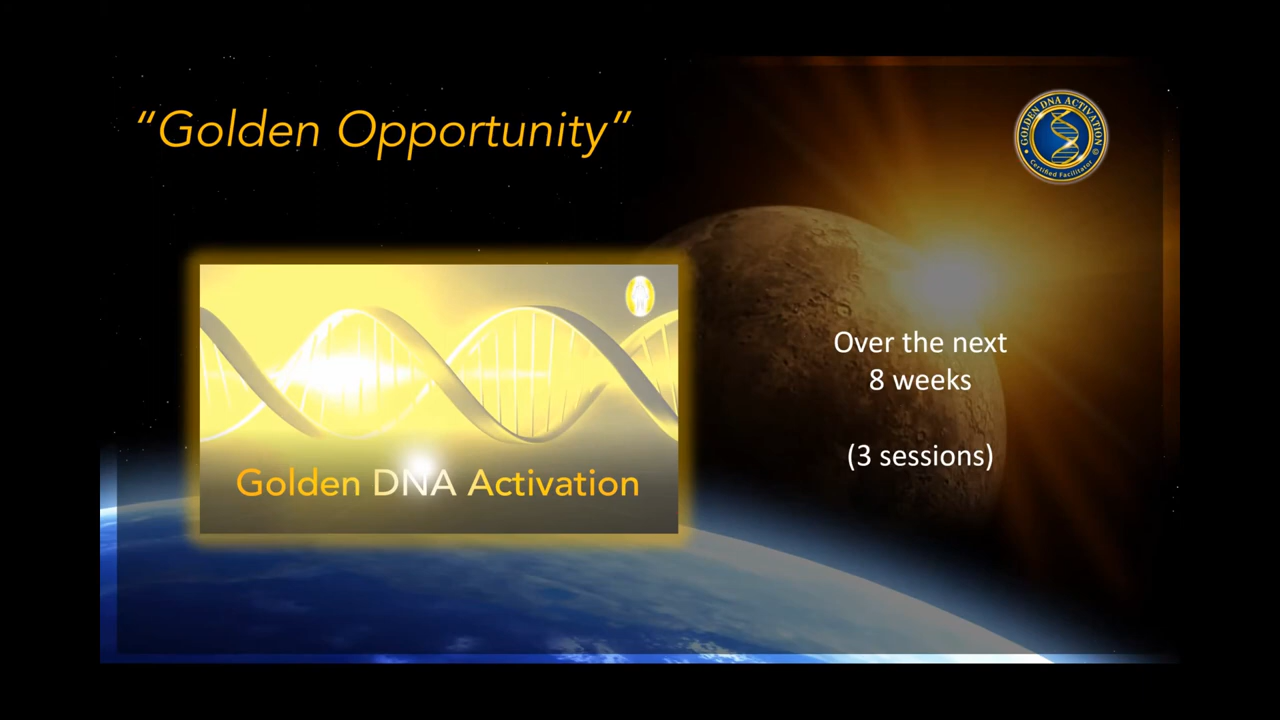 “Golden Opportunity”
GOLDEN DNA ACTIVATION ©
Certified Facilitator
Golden DNA Activation
Over the next
8 weeks
(3 sessions)